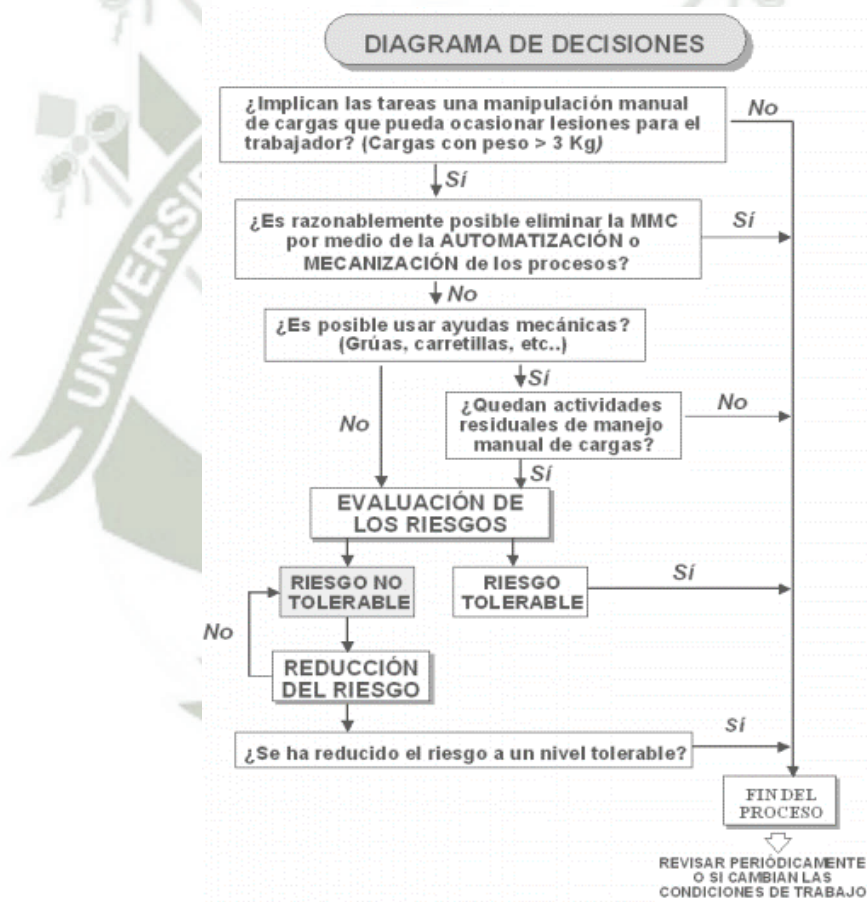 DIAGRAMA DE DECISIONES
¿Implican las tareas una manipulación manual
de cargas que pueda ocasionar lesiones para el
trabajador? (Cargas con peso > 3 Kg)
No
Sí
¿Es razonablemente posible eliminar la MMC
por medio de la AUTOMATIZACIÓN o
MECANIZACIÓN de los procesos?
Sí
No
¿Es posible usar ayudas mecánicas?
(Grúas, carretillas, etc..)
Sí
No
¿Quedan actividades
residuales de manejo
manual de cargas?
No
Sí
EVALUACIÓN DE
LOS RIESGOS
RIESGO NO
TOLERABLE
RIESGO
TOLERABLE
Sí
No
REDUCCIÓN
DEL RIESGO
¿Se ha reducido el riesgo a un nivel tolerable?
Sí
FIN DEL
PROCESO
REVISAR PERIÓDICAMENTE
O SI CAMBIAN LAS
CONDICIONES DE TRABAJO
UNIVERSI